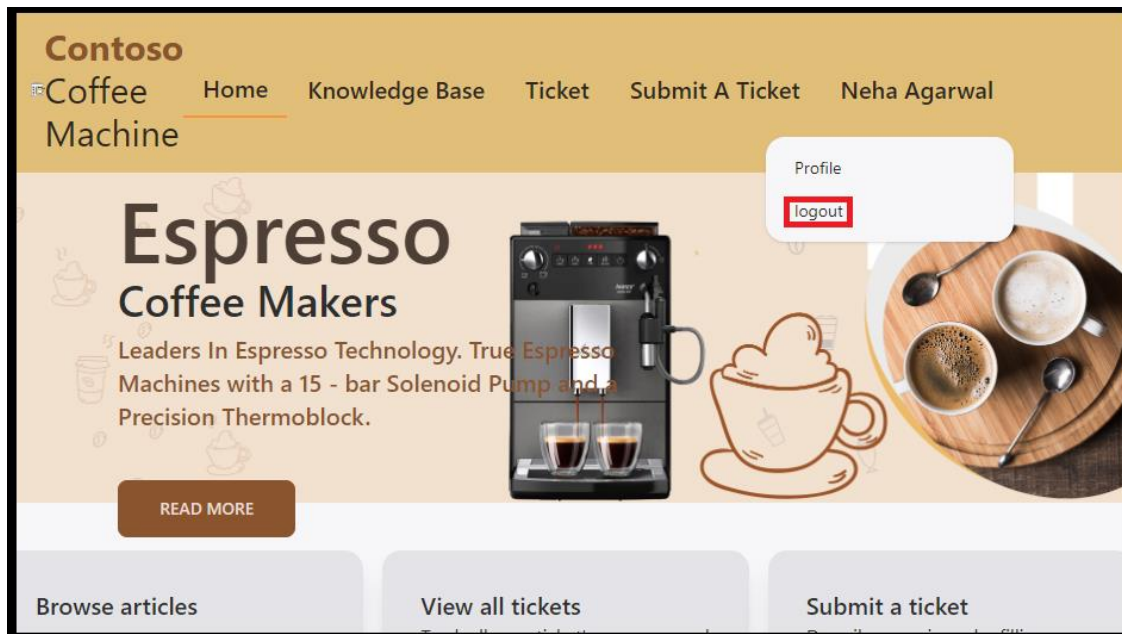 Contoso
Coffee
Machine
Home
Knowledge Base
Ticket
Submit A Ticket
Neha Agarwal
Profile
logout
Espresso
Coffee Makers
Leaders In Espresso Technology. True Espresso
Machines with a 15 - bar Solenoid Pump and a
Precision Thermoblock.
READ MORE
Browse articles
View all tickets
Submit a ticket